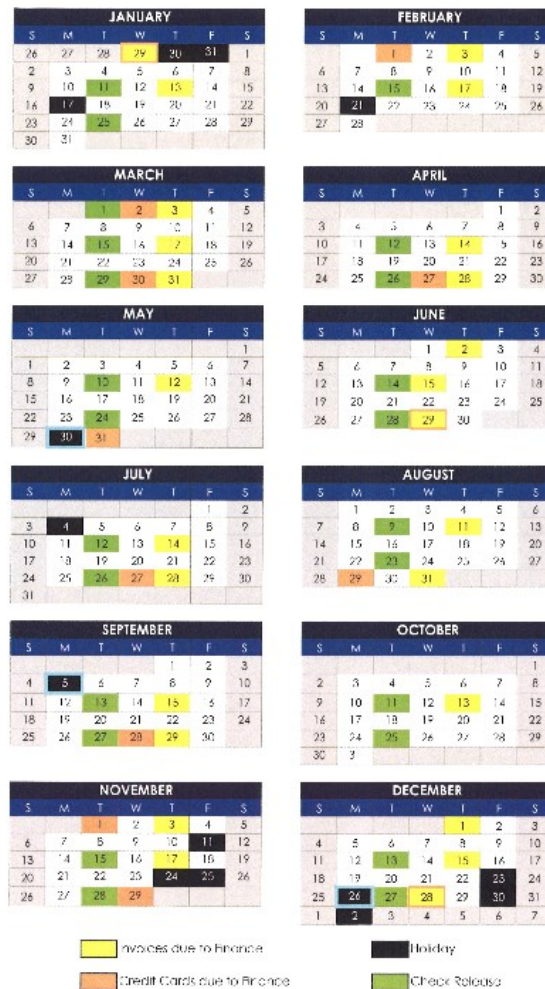 JANUARY
S M T W T F S
26 27 28 29 30 31 1
2 3 4 5 6 7 8
9 10 11 12 13 14 15
16 17 18 19 20 21 22
23 24 25 26 27 28 29
30 31
FEBRUARY
S M T W T F S
1 2 3 4 5
6 7 8 9 10 11 12
13 14 15 16 17 18 19
20 21 22 23 24 25 26
27 28
MARCH
S M T W T F S
1 2 3 4 5
6 7 8 9 10 11 12
13 14 15 16 17 18 19
20 21 22 23 24 25 26
27 28 29 30 31
APRIL
S M T W T F S
1 2
3 4 5 6 7 8 9
10 11 12 13 14 15 16
17 18 19 20 21 22 23
24 25 26 27 28 29 30
MAY
S M T W T F S
1
1 2 3 4 5 6 7
8 9 10 11 12 13 14
15 16 17 18 19 20 21
22 23 24 25 26 27 28
29 30 31
JUNE
S M T W T F S
1 2 3 4
5 6 7 8 9 10 11
12 13 14 15 16 17 18
19 20 21 22 23 24 25
26 27 28 29 30
JULY
S M T W T F S
1 2
3 4 5 6 7 8 9
10 11 12 13 14 15 16
17 18 19 20 21 22 23
24 25 26 27 28 29 30
31
AUGUST
S M T W T F S
1 2 3 4 5 6
7 8 9 10 11 12 13
14 15 16 17 18 19 20
21 22 23 24 25 26 27
28 29 30 31
SEPTEMBER
S M T W T F S
1 2 3
4 5 6 7 8 9 10
11 12 13 14 15 16 17
18 19 20 21 22 23 24
25 26 27 28 29 30
OCTOBER
S M T W T F S
1
2 3 4 5 6 7 8
9 10 11 12 13 14 15
16 17 18 19 20 21 22
23 24 25 26 27 28 29
30 31
NOVEMBER
S M T W T F S
1 2 3 4 5
6 7 8 9 10 11 12
13 14 15 16 17 18 19
20 21 22 23 24 25 26
26 27 28 29
DECEMBER
S M T W T F S
1 2 3
4 5 6 7 8 9 10
11 12 13 14 15 16 17
18 19 20 21 22 23 24
25 26 27 28 29 30 31
1 2 3 4 5 6 7
Invoices due to Finance
Holiday
Credit Cards due to Finance
Check Release